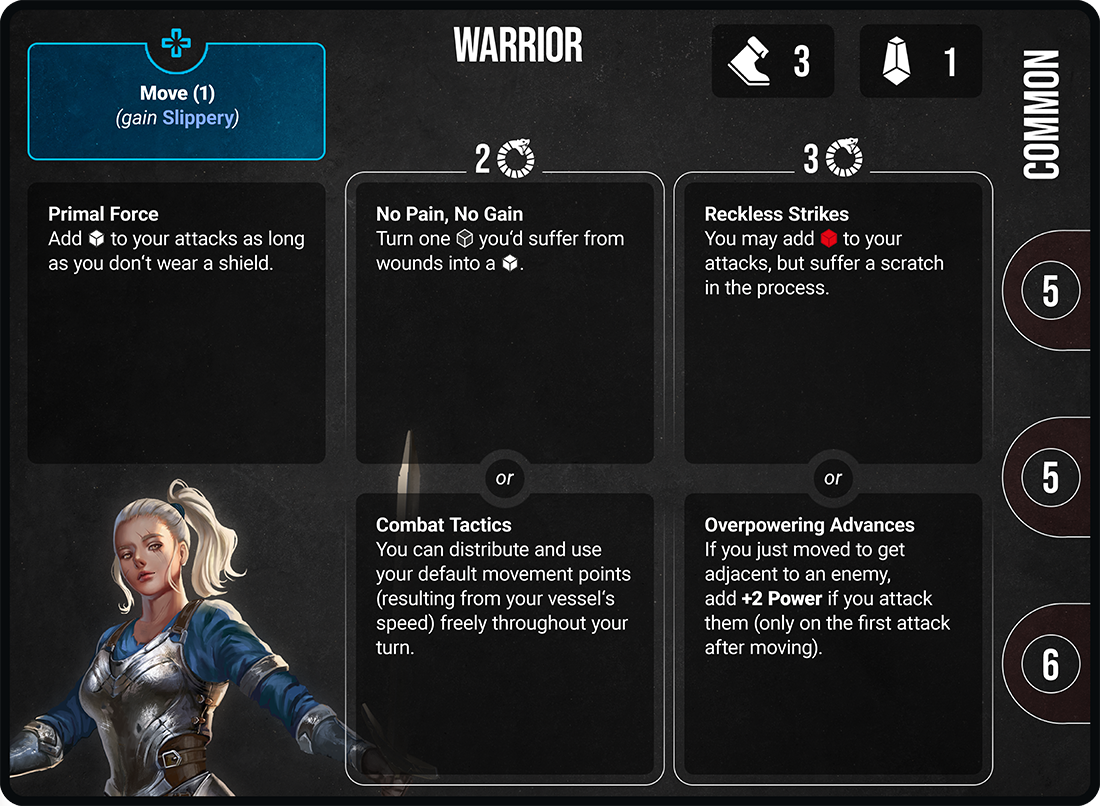 WARRIOR
3
1
COMMON
Move (1)
(gain Slippery)
2
3
Primal Force
Add to your attacks as long
as you don‘t wear a shield.
No Pain, No Gain
Turn one you‘d suffer from
wounds into a .
Reckless Strikes
You may add to your
attacks, but suffer a scratch
in the process.
5
or
or
5
Combat Tactics
You can distribute and use
your default movement points
(resulting from your vessel‘s
speed) freely throughout your
turn.
Overpowering Advances
If you just moved to get
adjacent to an enemy,
add +2 Power if you attack
them (only on the first attack
after moving).
6